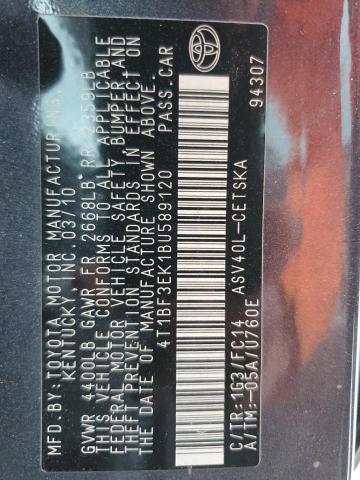 MFD. BY: TOYOTA MOTOR MANUFACTURING,
KENTUCKY INC. 03/10
GVWR 4400LB GAWR FR 2668LB RR 2359LB
THIS VEHICLE CONFORMS TO ALL APPLICABLE
FEDERAL MOTOR VEHICLE SAFETY, BUMPER, AND
THEFT PREVENTION STANDARDS IN EFFECT ON
THE DATE OF MANUFACTURE SHOWN ABOVE.
4T1BF3EK1BU589120 PASS. CAR
C/TR:1G3/FC14 ASV40L-CETSKA
A/TM:-05A/U760E 94307